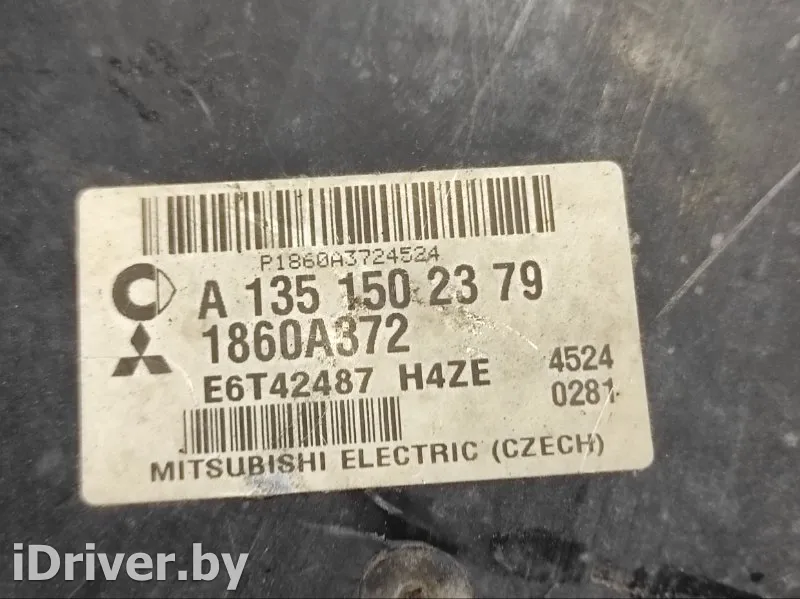 P1860A3724524
A 135 150 23 79
1860A372
E6T42487 H4ZE 4524
0281
MITSUBISHI ELECTRIC (CZECH)
iDriver.by